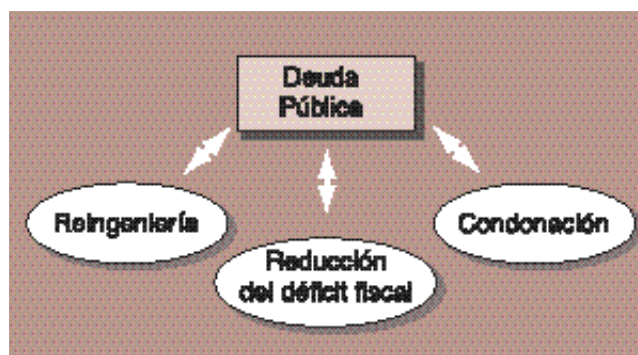 Deuda
Pública
Reingeniería
Condonación
Reducción
del déficit fiscal